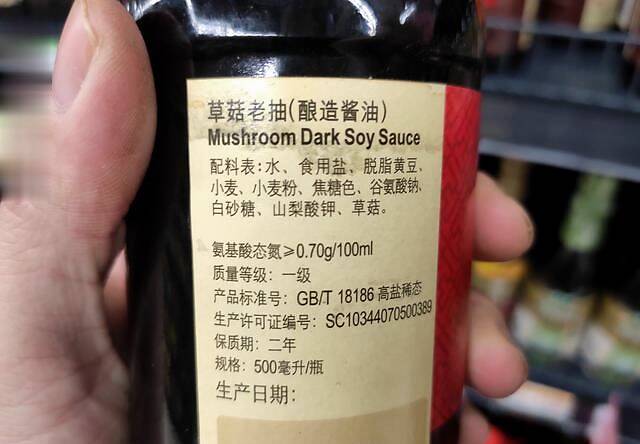 草菇老抽(酿造酱油)
Mushroom Dark Soy Sauce
配料表:水、食用盐、脱脂黄豆、
小麦、小麦粉、焦糖色、谷氨酸钠、
白砂糖、山梨酸钾、草菇。
氨基酸态氮≥0.70g/100ml
质量等级: 一级
产品标准号: GB/T 18186 高盐稀态
生产许可证编号: SC10344070500389
保质期: 二年
规格: 500毫升/瓶
生产日期: